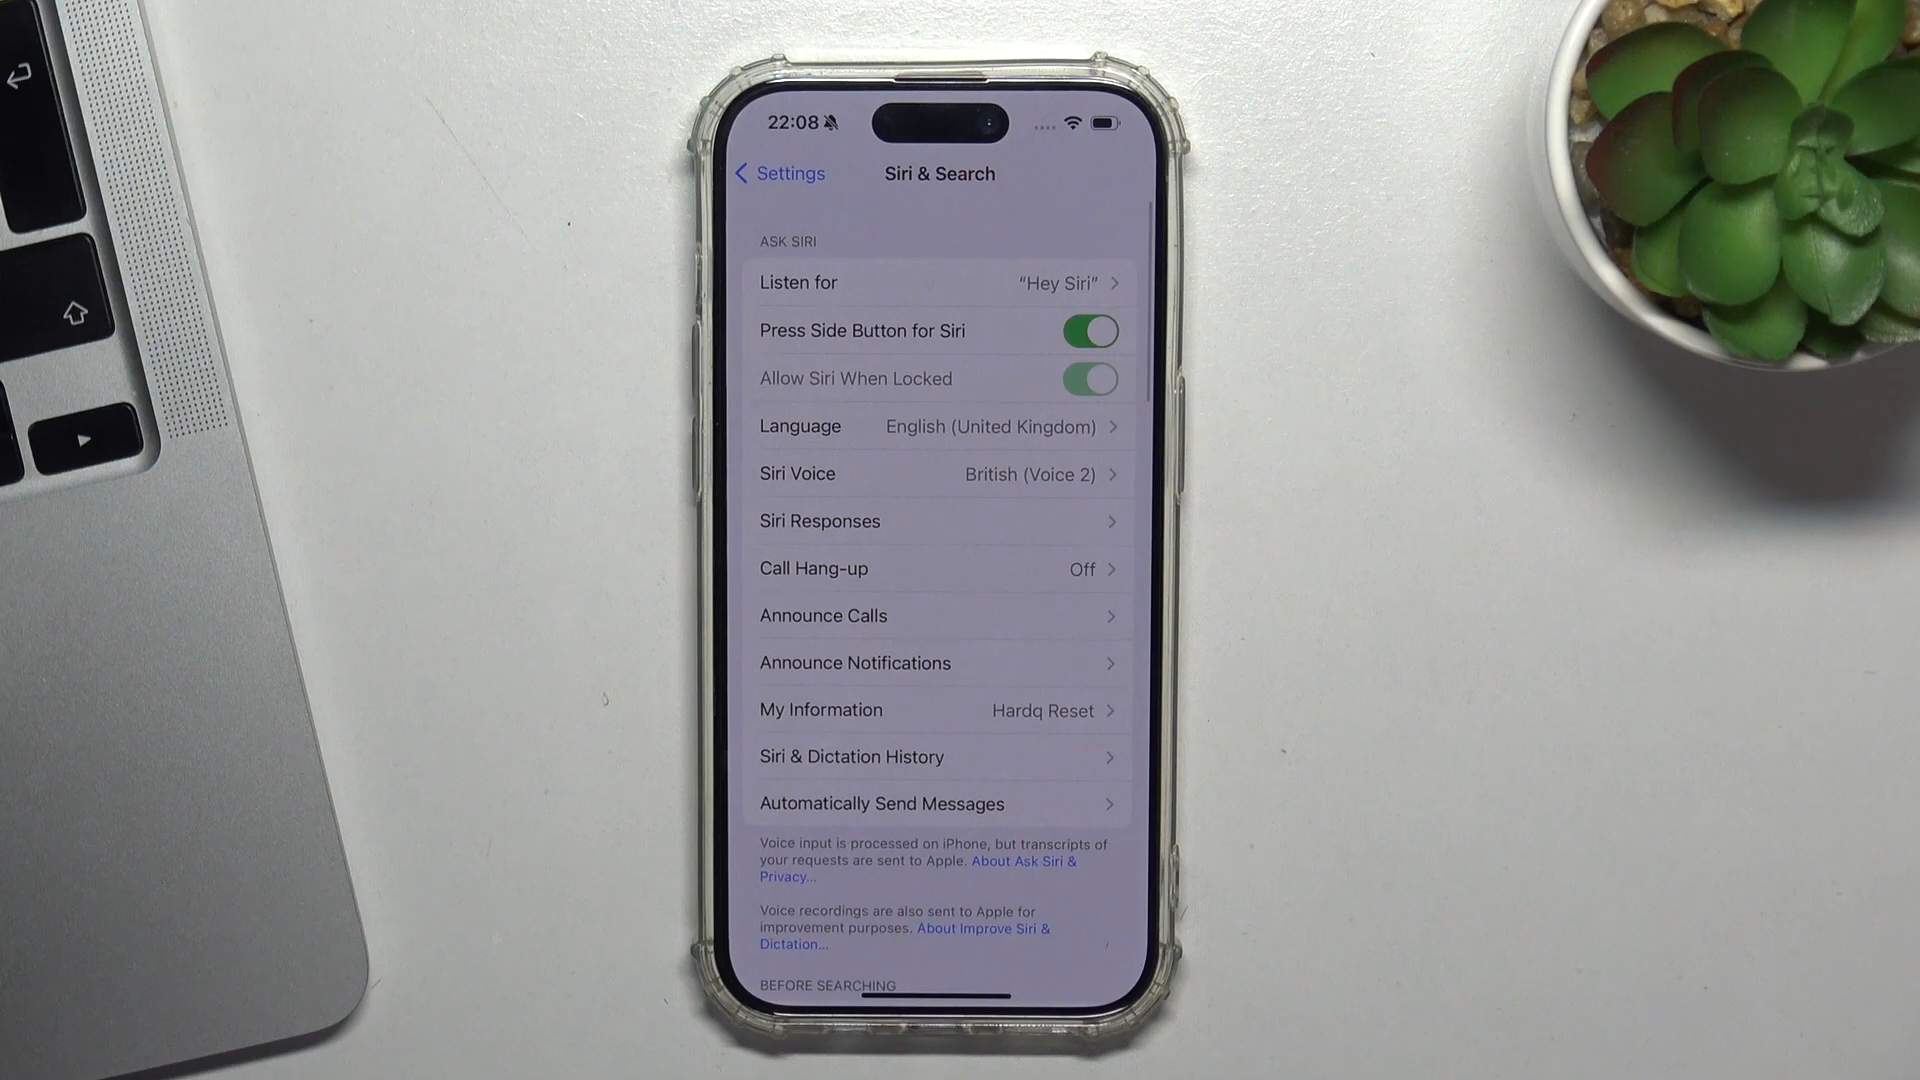 22:08
Settings
Siri & Search
ASK SIRI
Listen for "Hey Siri"
Press Side Button for Siri
Allow Siri When Locked
Language English (United Kingdom)
Siri Voice British (Voice 2)
Siri Responses
Call Hang-up Off
Announce Calls
Announce Notifications
My Information Hardq Reset
Siri & Dictation History
Automatically Send Messages
Voice input is processed on iPhone, but transcripts of
your requests are sent to Apple. About Ask Siri &
Privacy...
Voice recordings are also sent to Apple for
improvement purposes. About Improve Siri &
Dictation...
BEFORE SEARCHING